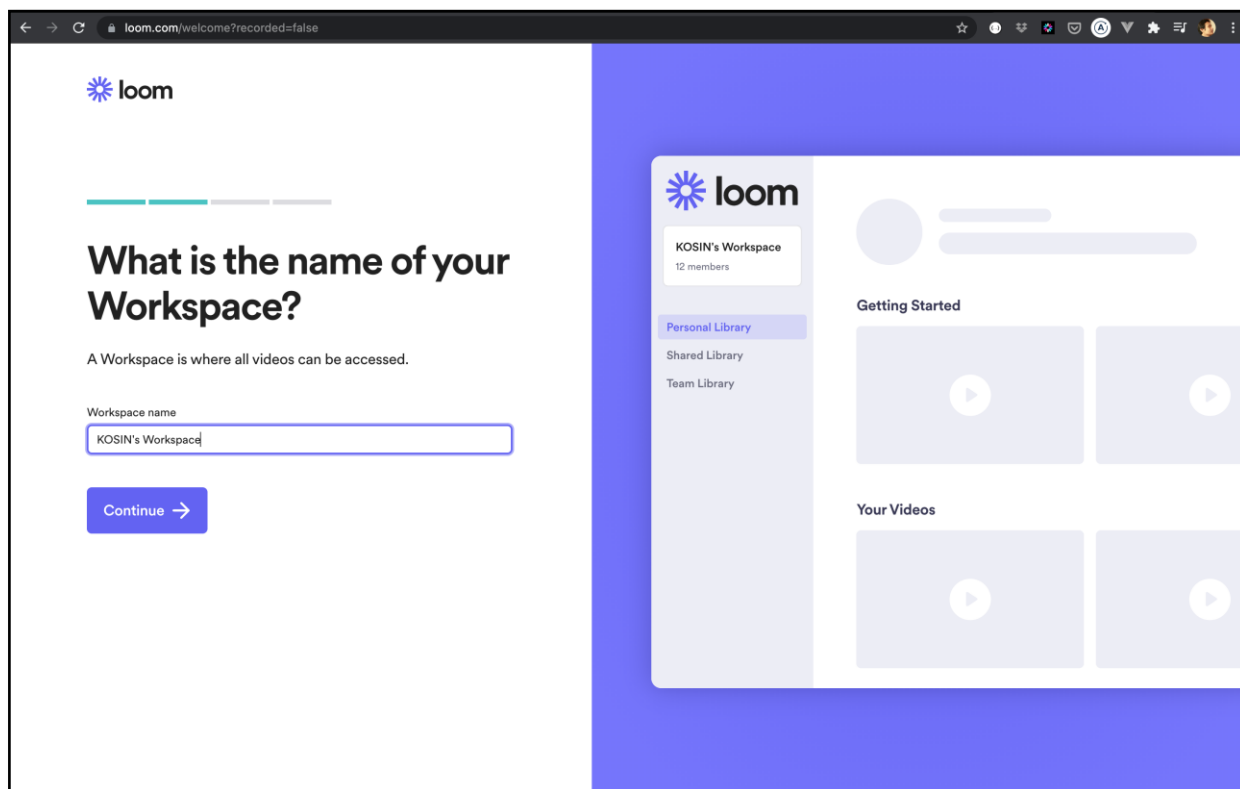 loom.com/welcome?recorded=false
loom
What is the name of your
Workspace?
A Workspace is where all videos can be accessed.
Workspace name
KOSIN's Workspace
Continue →
loom
KOSIN's Workspace
12 members
Personal Library
Shared Library
Team Library
Getting Started
Your Videos